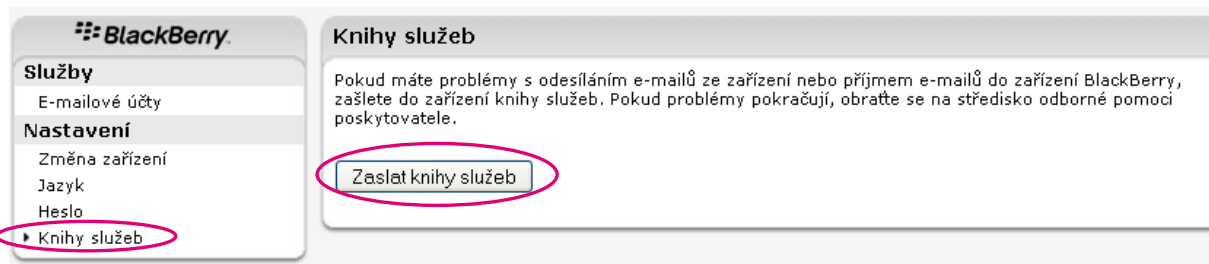 BlackBerry.
Služby
E-mailové účty
Nastavení
Změna zařízení
Jazyk
Heslo
Knihy služeb
Knihy služeb
Pokud máte problémy s odesíláním e-mailů ze zařízení nebo příjmem e-mailů do zařízení BlackBerry,
zašlete do zařízení knihy služeb. Pokud problémy pokračují, obraťte se na středisko odborné pomoci
poskytovatele.
Zaslat knihy služeb